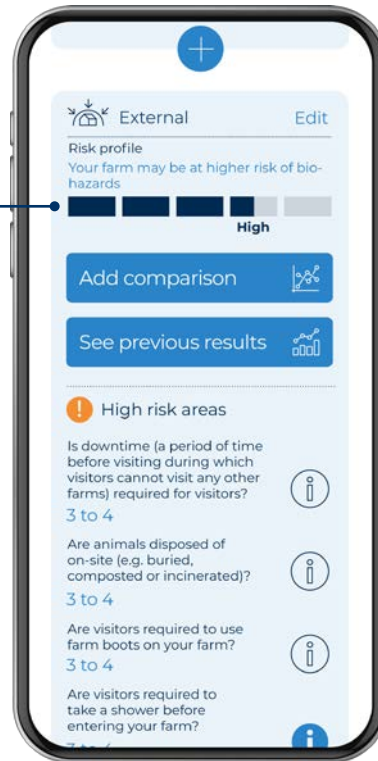 External
Edit
Risk profile
Your farm may be at higher risk of bio-
hazards
High
Add comparison
See previous results
High risk areas
Is downtime (a period of time
before visiting during which
visitors cannot visit any other
farms) required for visitors?
3 to 4
Are animals disposed of
on-site (e.g. buried,
composted or incinerated)?
3 to 4
Are visitors required to use
farm boots on your farm?
3 to 4
Are visitors required to
take a shower before
entering your farm?
3 to 4